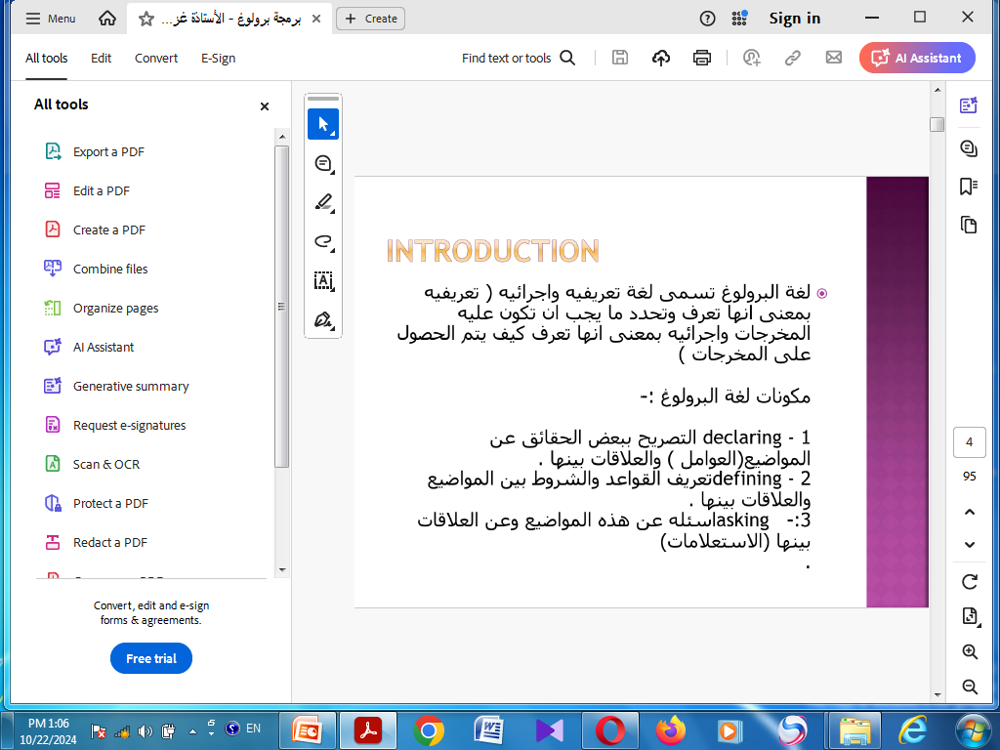 Menu
برمجة برولوغ - الأستاذة غز...
Create
Sign in
All tools
Edit
Convert
E-Sign
Find text or tools
AI Assistant
All tools
Export a PDF
Edit a PDF
Create a PDF
Combine files
Organize pages
AI Assistant
Generative summary
Request e-signatures
Scan & OCR
Protect a PDF
Redact a PDF
Convert, edit and e-sign
forms & agreements.
Free trial
INTRODUCTION
لغة البرولوغ تسمى لغة تعريفيه واجرائيه ( تعريفيه
بمعنى انها تعرف وتحدد ما يجب ان تكون عليه
المخرجات واجرائيه بمعنى انها تعرف كيف يتم الحصول
على المخرجات )
مكونات لغة البرولوغ :-
1 - declaring التصريح ببعض الحقائق عن
المواضيع(العوامل ) والعلاقات بينها .
2 - definingتعريف القواعد والشروط بين المواضيع
والعلاقات بينها .
3:- askingاسئله عن هذه المواضيع وعن العلاقات
بينها (الاستعلامات)
.
4
95
PM 1:06
10/22/2024
EN